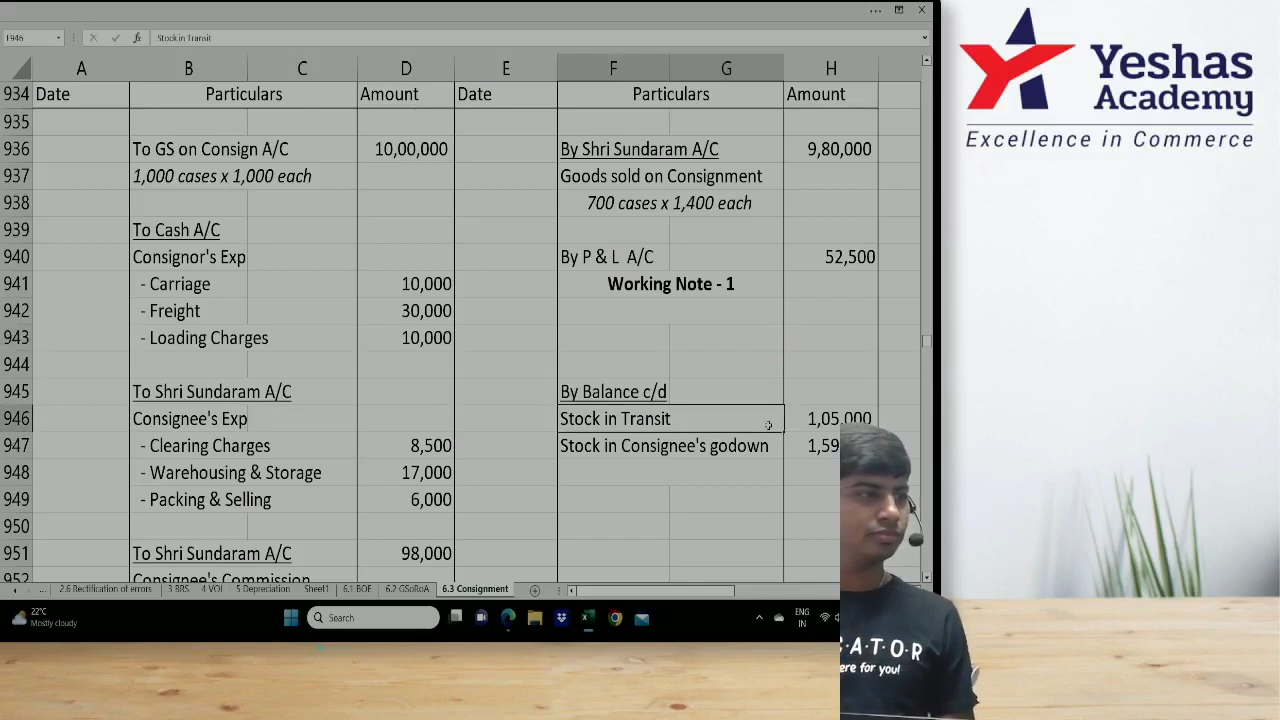 E946
fx
Stock in Transit
A B C D E F G H
934 Date Particulars Amount Date Particulars Amount
935
936 To GS on Consign A/C 10,00,000 By Shri Sundaram A/C 9,80,000
937 1,000 cases x 1,000 each Goods sold on Consignment
938 700 cases x 1,400 each
939 To Cash A/C
940 Consignor's Exp By P & L A/C 52,500
941 - Carriage 10,000 Working Note - 1
942 - Freight 30,000
943 - Loading Charges 10,000
944
945 To Shri Sundaram A/C By Balance c/d
946 Consignee's Exp Stock in Transit 1,05,000
947 - Clearing Charges 8,500 Stock in Consignee's godown 1,59
948 - Warehousing & Storage 17,000
949 - Packing & Selling 6,000
950
951 To Shri Sundaram A/C 98,000
952 Consignee's Commission
... 2.6 Rectification of errors 3 BRS 4 VOI 5 Depreciation Sheet1 6.1 BOE 6.2 GSoRoA 6.3 Consignment
22°C
Mostly cloudy
Search
ENG
IN
Yeshas
Academy
Excellence in Commerce
C·A·T·O·R
ere for you!